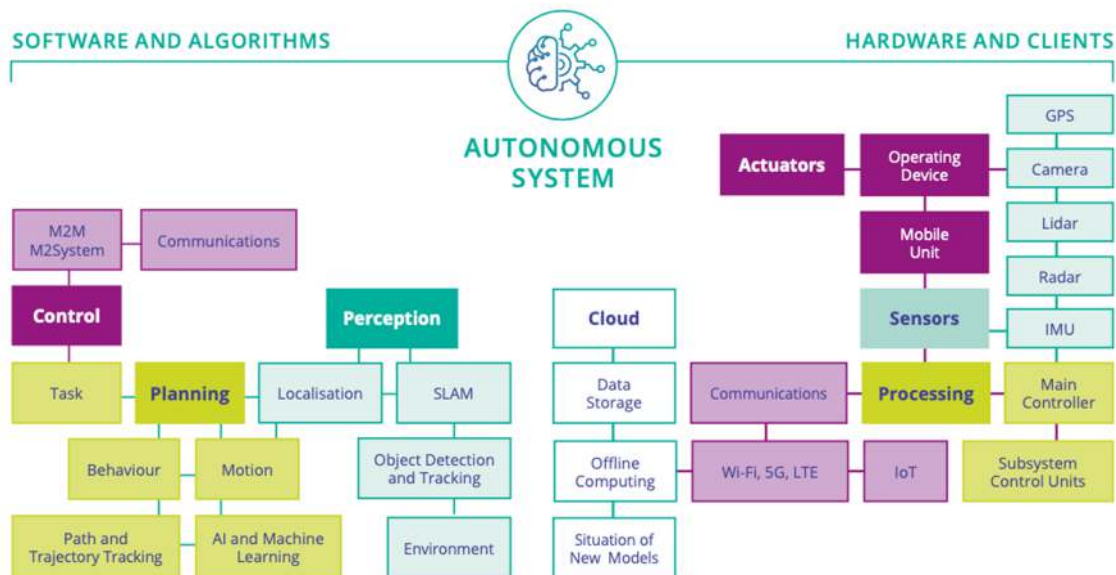 SOFTWARE AND ALGORITHMS
HARDWARE AND CLIENTS
AUTONOMOUS
SYSTEM
GPS
Actuators
Operating
Device
Camera
M2M
M2System
Communications
Mobile
Unit
Lidar
Radar
Control
Perception
Cloud
Sensors
IMU
Task
Planning
Localisation
SLAM
Data
Storage
Communications
Processing
Main
Controller
Behaviour
Motion
Object Detection
and Tracking
Offline
Computing
Wi-Fi, 5G, LTE
IoT
Subsystem
Control Units
Path and
Trajectory Tracking
AI and Machine
Learning
Environment
Situation of
New Models